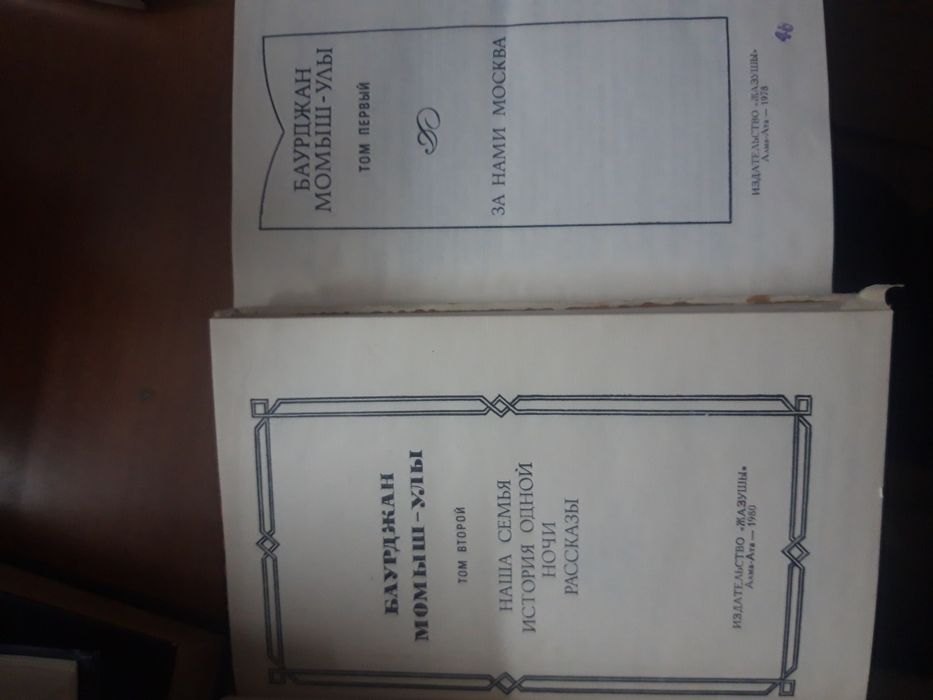 БАУРДЖАН
МОМЫШ-УЛЫ
ТОМ ПЕРВЫЙ
ЗА НАМИ МОСКВА
ИЗДАТЕЛЬСТВО «ЖАЗУШЫ»
Алма-Ата — 1978
БАУРДЖАН
МОМЫШ-УЛЫ
ТОМ ВТОРОЙ
НАША СЕМЬЯ
ИСТОРИЯ ОДНОЙ
НОЧИ
РАССКАЗЫ
ИЗДАТЕЛЬСТВО «ЖАЗУШЫ»
Алма-Ата — 1980